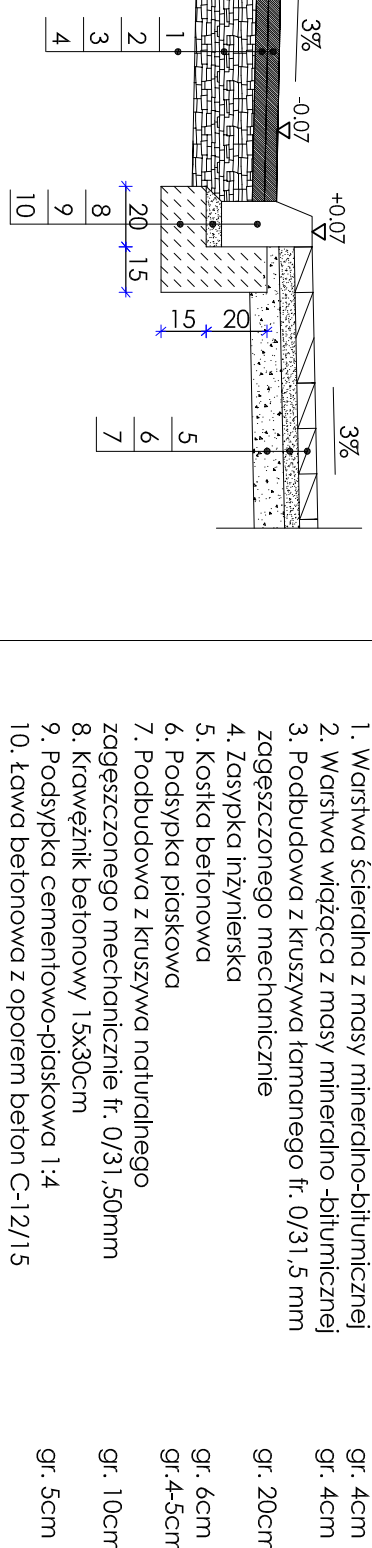 3%
-0.07
+0.07
3%
1
2
3
4
20
15
15
20
8
9
10
5
6
7
1. Warstwa ścieralna z masy mineralno-bitumicznej gr. 4cm
2. Warstwa wiążąca z masy mineralno -bitumicznej gr. 4cm
3. Podbudowa z kruszywa łamanego fr. 0/31,5 mm
zagęszczonego mechanicznie gr. 20cm
4. Zasypka inżynierska
5. Kostka betonowa gr. 6cm
6. Podsypka piaskowa gr.4-5cm
7. Podbudowa z kruszywa naturalnego
zagęszczonego mechanicznie fr. 0/31,50mm gr. 10cm
8. Krawężnik betonowy 15x30cm
9. Podsypka cementowo-piaskowa 1:4 gr. 5cm
10. Ława betonowa z oporem beton C-12/15